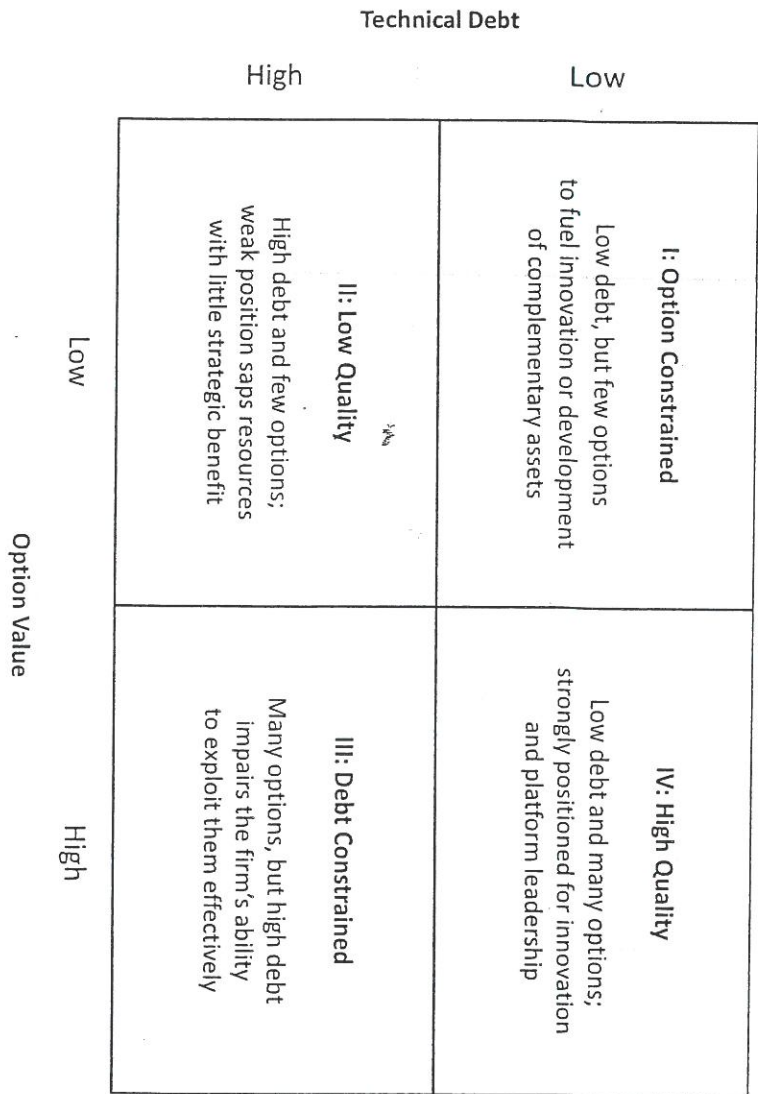 Technical Debt
High
Low
I: Option Constrained
Low debt, but few options
to fuel innovation or development
of complementary assets
IV: High Quality
Low debt and many options;
strongly positioned for innovation
and platform leadership
II: Low Quality
High debt and few options;
weak position saps resources
with little strategic benefit
III: Debt Constrained
Many options, but high debt
impairs the firm's ability
to exploit them effectively
Low
High
Option Value